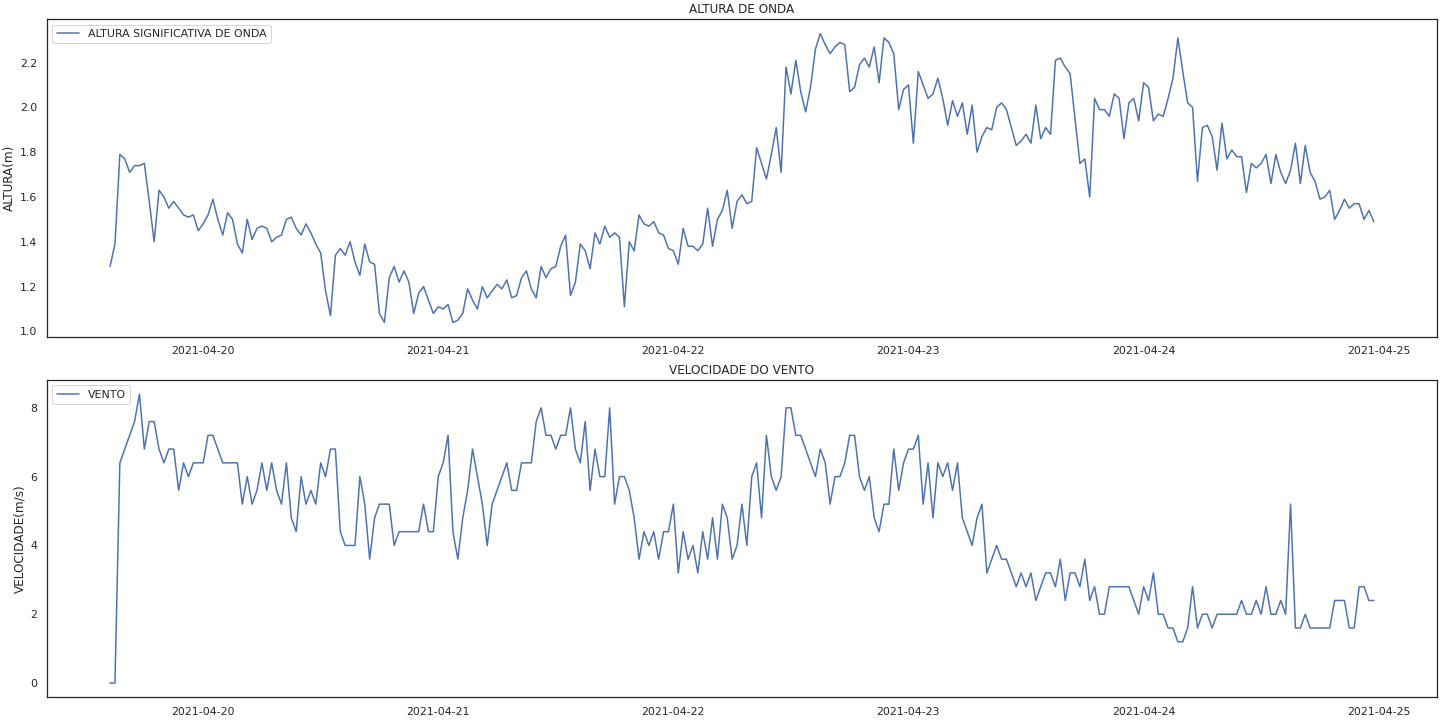 ALTURA DE ONDA
ALTURA SIGNIFICATIVA DE ONDA
ALTURA(m)
2.2
2.0
1.8
1.6
1.4
1.2
1.0
2021-04-20 2021-04-21 2021-04-22 2021-04-23 2021-04-24 2021-04-25
VELOCIDADE DO VENTO
VENTO
VELOCIDADE(m/s)
8
6
4
2
0
2021-04-20 2021-04-21 2021-04-22 2021-04-23 2021-04-24 2021-04-25